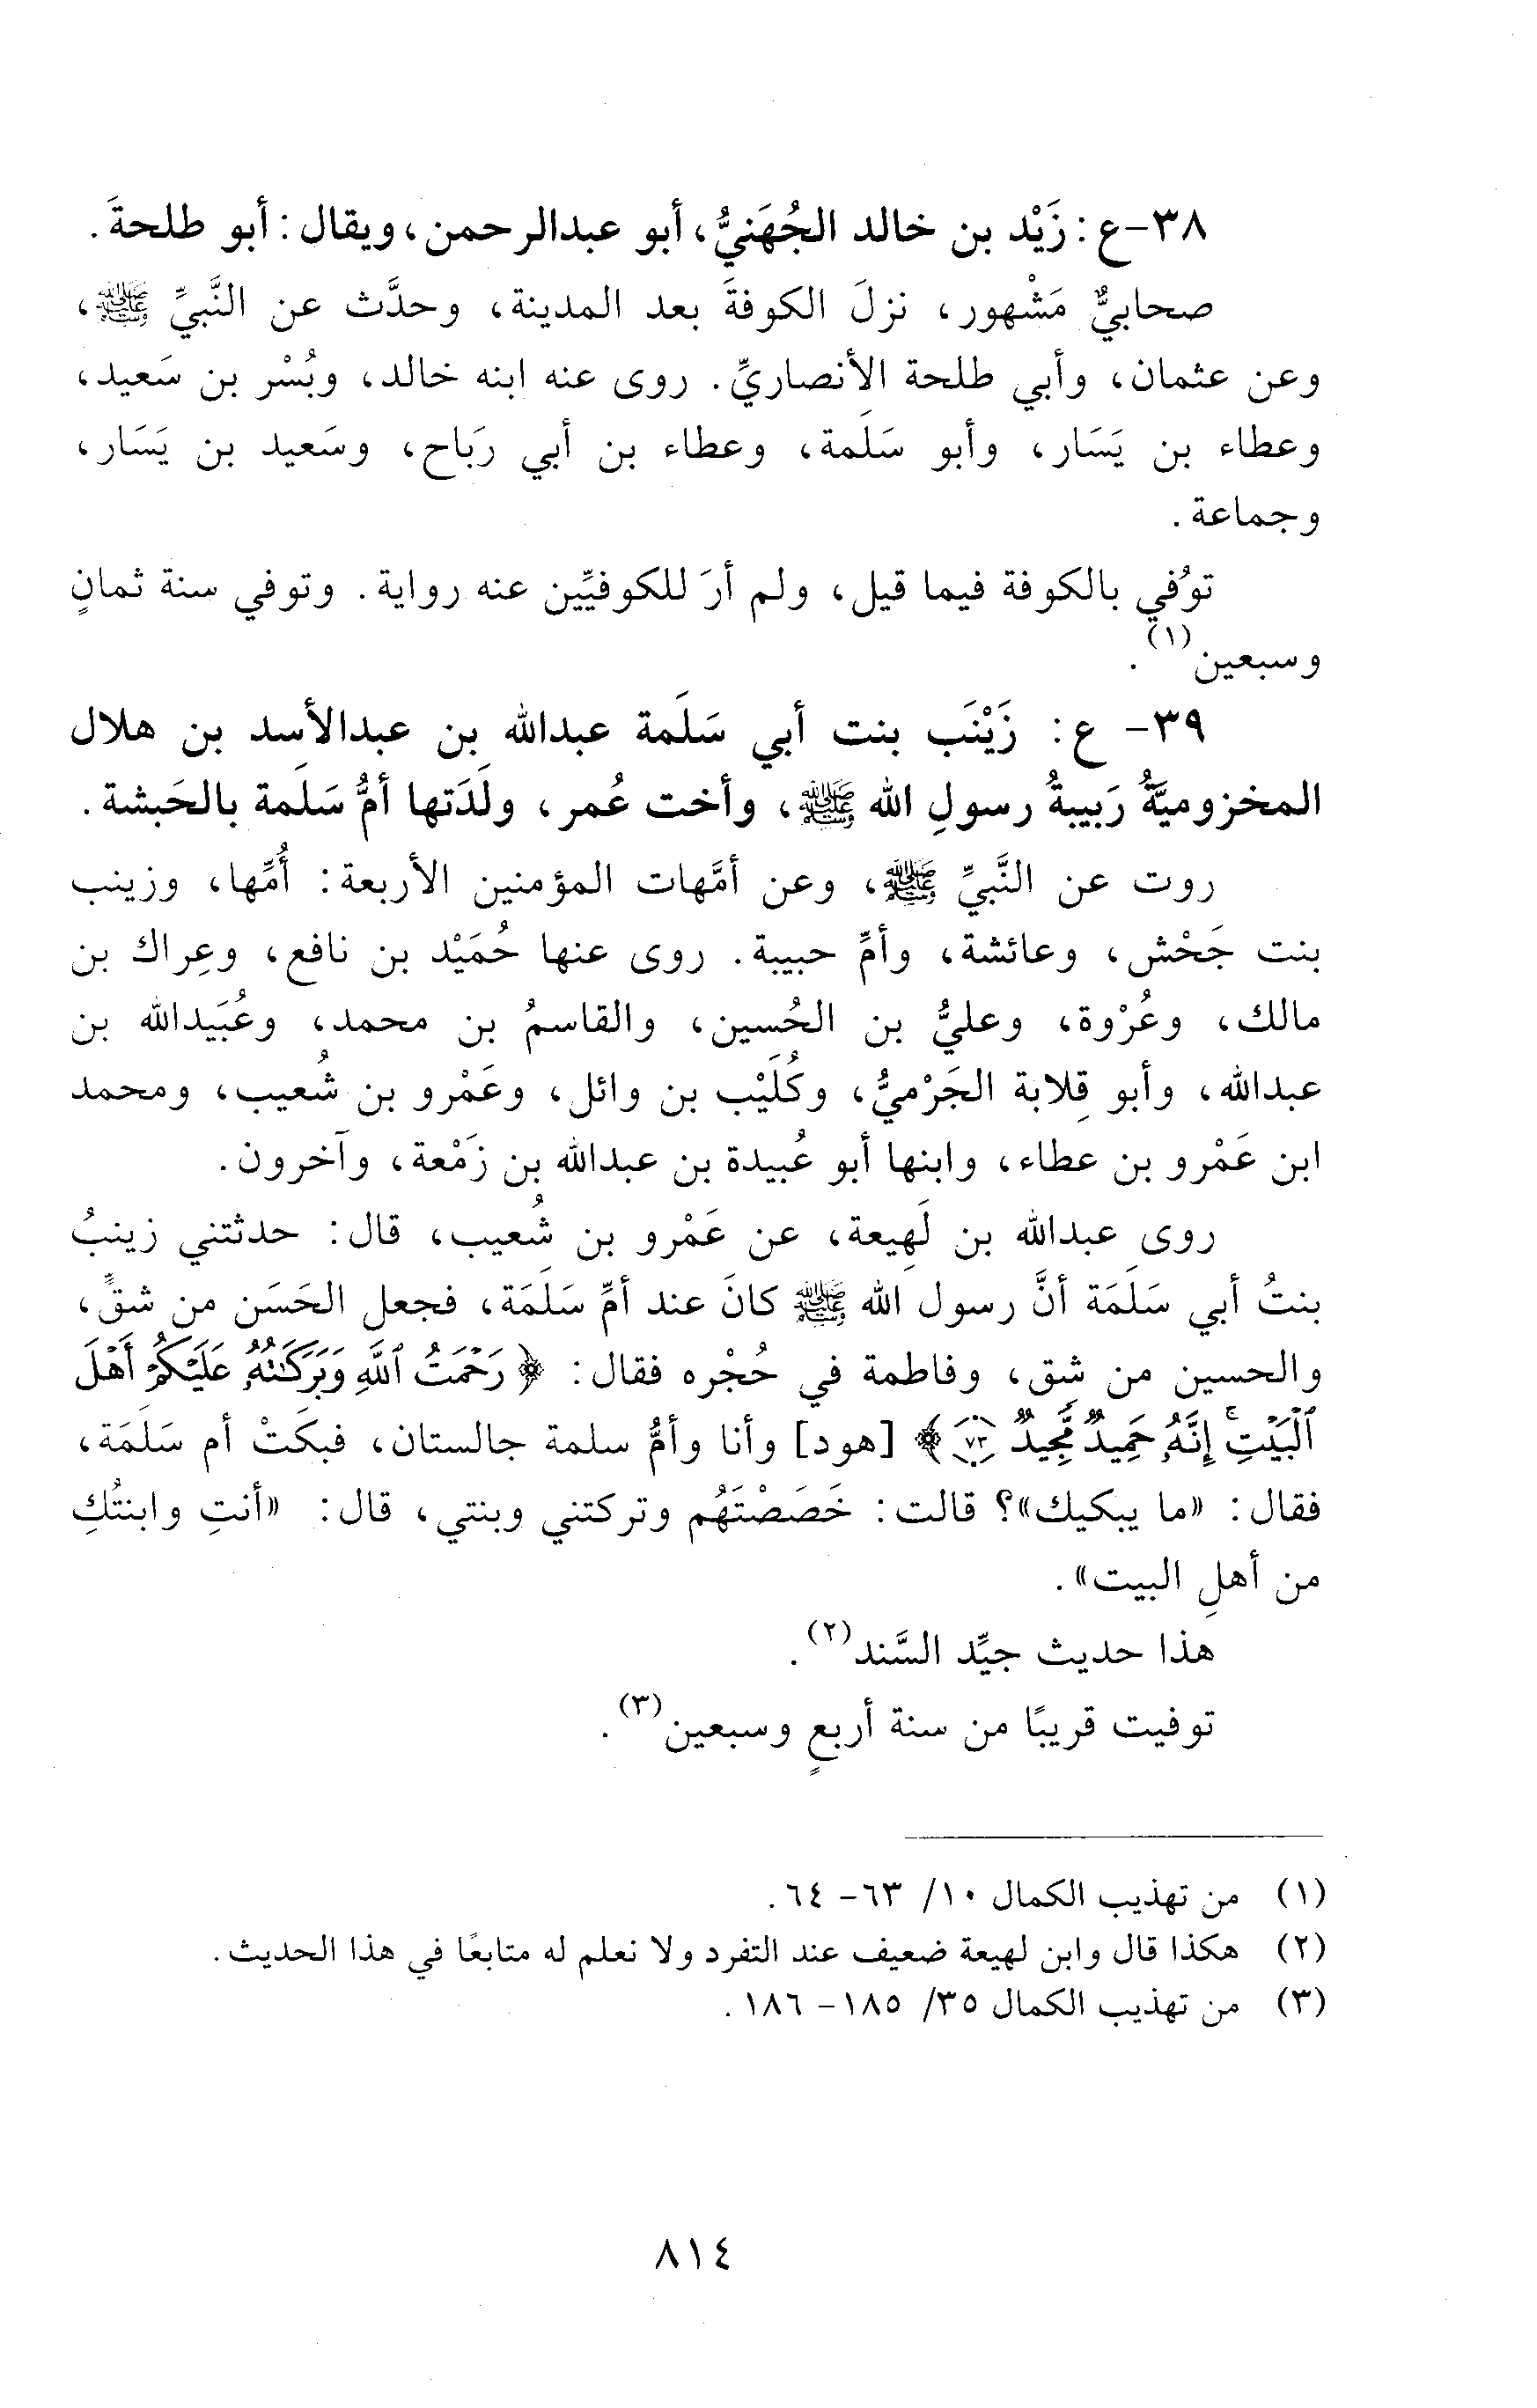 ٣٨-ع: زَيْد بن خالد الجُهَنيُّ، أبو عبدالرحمن، ويقال: أبو طلحةَ.
صحابيٌّ مَشْهور، نزلَ الكوفةَ بعد المدينة، وحدَّث عن النَّبيِّ ﷺ،
وعن عثمان، وأبي طلحة الأنصاريِّ. روى عنه ابنه خالد، وبُسْر بن سَعيد،
وعطاء بن يَسَار، وأبو سَلَمة، وعطاء بن أبي رَبَاح، وسَعيد بن يَسَار،
وجماعة.
توُفي بالكوفة فيما قيل، ولم أرَ للكوفيِّين عنه رواية. وتوفي سنة ثمانٍ
وسبعين(١).
٣٩- ع: زَيْنَب بنت أبي سَلَمة عبدالله بن عبدالأسد بن هلال
المخزوميَّةُ رَبيبةُ رسولِ الله ﷺ، وأخت عُمر، ولَدَتها أمُّ سَلَمة بالحَبشة.
روت عن النَّبيِّ ﷺ، وعن أمَّهات المؤمنين الأربعة: أُمِّها، وزينب
بنت جَحْش، وعائشة، وأمِّ حبيبة. روى عنها حُمَيْد بن نافع، وعِراك بن
مالك، وعُرْوة، وعليُّ بن الحُسين، والقاسمُ بن محمد، وعُبَيدالله بن
عبدالله، وأبو قِلابة الجَرْميُّ، وكُلَيْب بن وائل، وعَمْرو بن شُعيب، ومحمد
ابن عَمْرو بن عطاء، وابنها أبو عُبيدة بن عبدالله بن زَمْعة، وآخرون.
روى عبدالله بن لَهِيعة، عن عَمْرو بن شُعيب، قال: حدثتني زينبُ
بنتُ أبي سَلَمَة أنَّ رسول الله ﷺ كانَ عند أمِّ سَلَمَة، فجعل الحَسَن من شقٍّ،
والحسين من شِق، وفاطمة في حُجْره فقال: ﴿رَحْمَتُ ٱللَّهِ وَبَرَكَٰتُهُۥ عَلَيْكُمْ أَهْلَ
ٱلْبَيْتِۚ إِنَّهُۥ حَمِيدٌ مَّجِيدٌ ٧٣﴾ [هود] وأنا وأمُّ سلمة جالستان، فبكَتْ أم سَلَمَة،
فقال: «ما يبكيك»؟ قالت: خَصَصْتَهُم وتركتني وبنتي، قال: «أنتِ وابنتُكِ
من أهلِ البيت».
هذا حديث جيِّد السَّند(٢).
توفيت قريبًا من سنة أربعٍ وسبعين(٣).
(١) من تهذيب الكمال ١٠/ ٦٣- ٦٤.
(٢) هكذا قال وابن لهيعة ضعيف عند التفرد ولا نعلم له متابعًا في هذا الحديث.
(٣) من تهذيب الكمال ٣٥/ ١٨٥- ١٨٦.
٨١٤